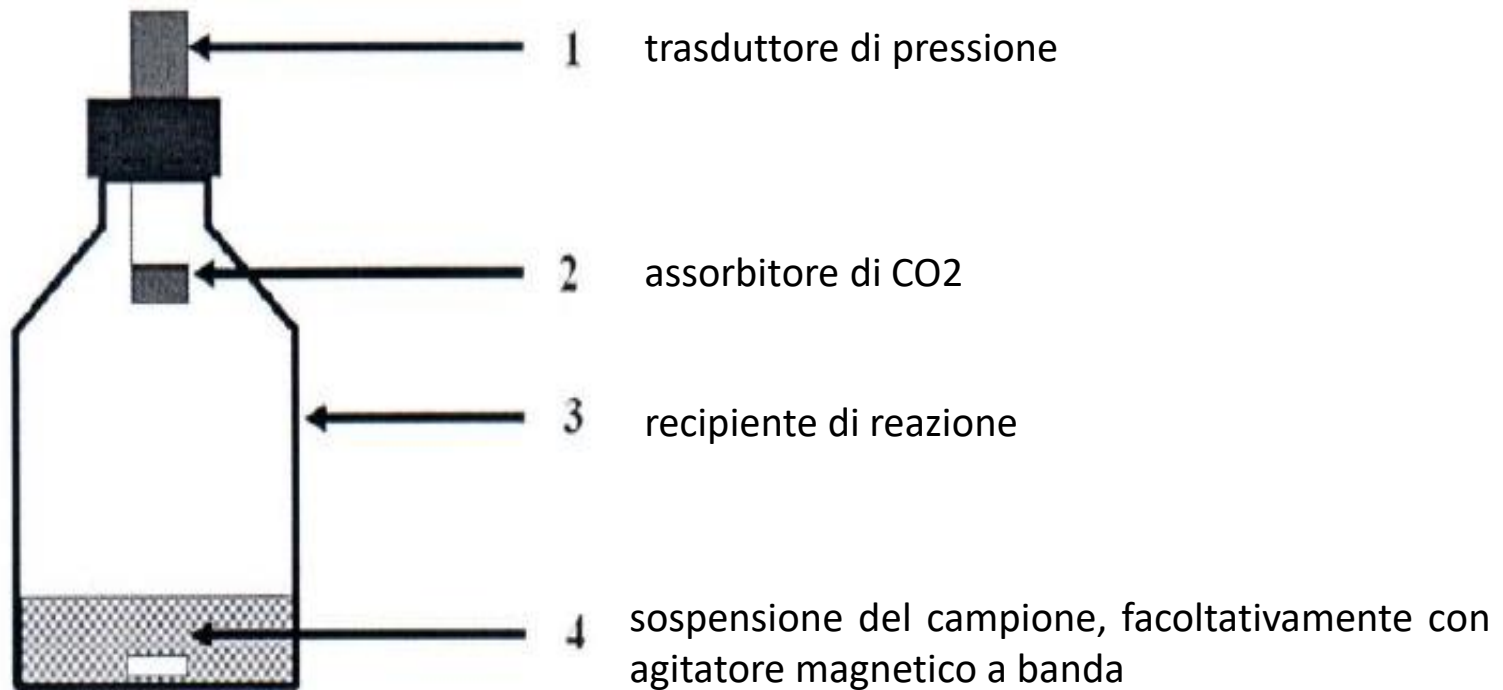 1 trasduttore di pressione
2 assorbitore di CO2
3 recipiente di reazione
4 sospensione del campione, facoltativamente con
agitatore magnetico a banda